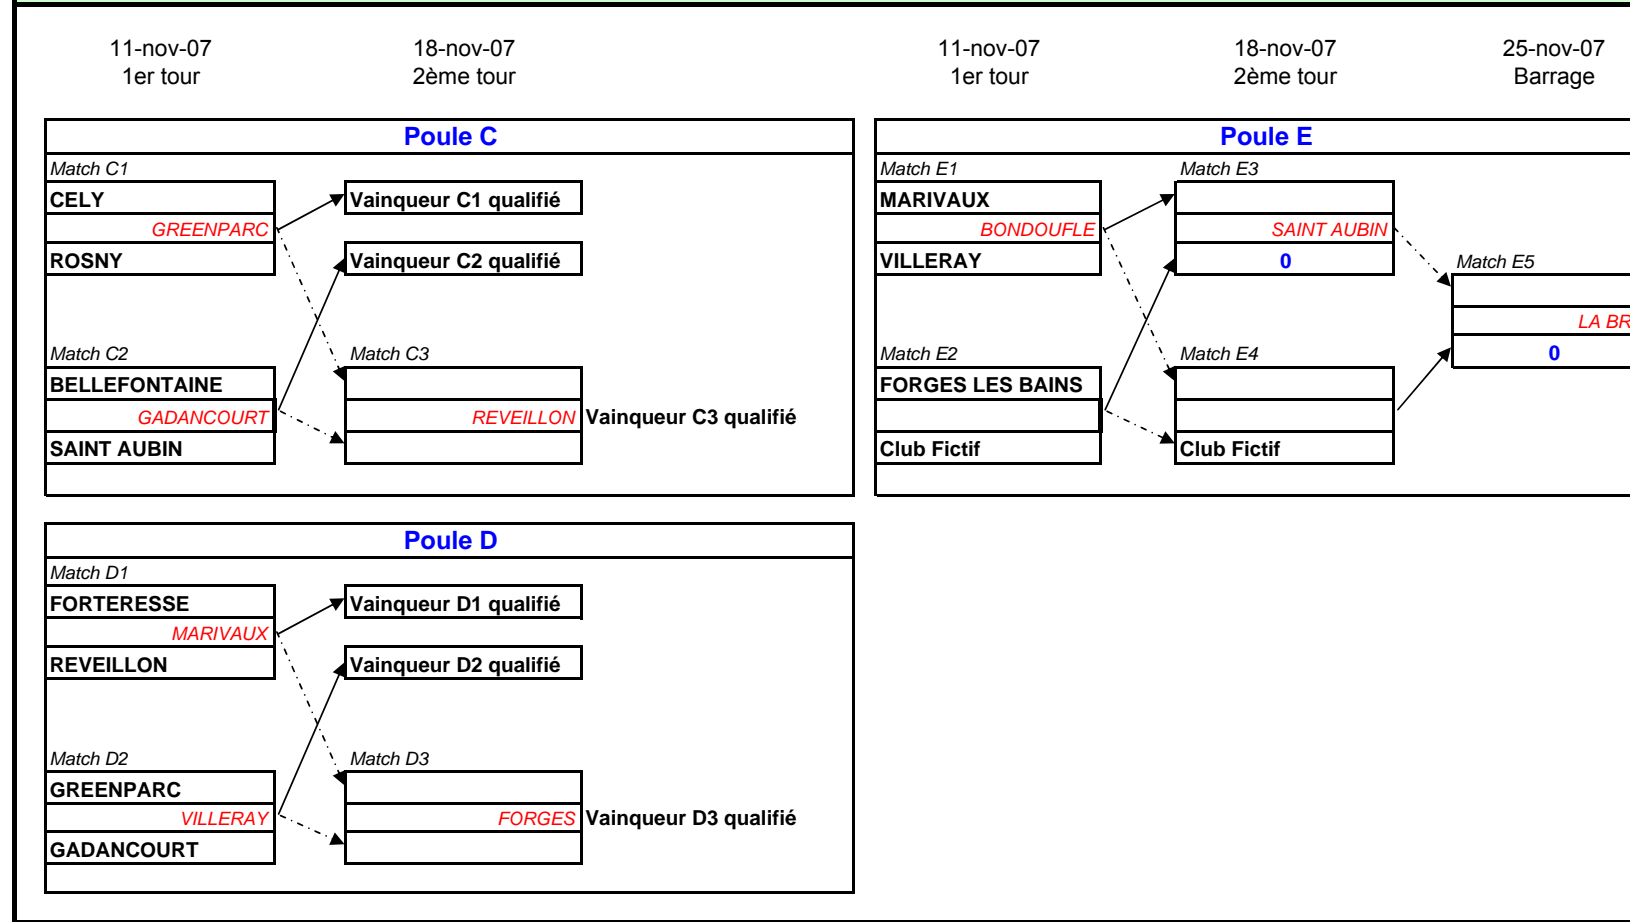 11-nov-07
1er tour
18-nov-07
2ème tour
11-nov-07
1er tour
18-nov-07
2ème tour
25-nov-07
Barrage
Poule C
Match C1
CELY
Vainqueur C1 qualifié
GREENPARC
ROSNY
Vainqueur C2 qualifié
Match C2
Match C3
BELLEFONTAINE
GADANCOURT
REVEILLON
Vainqueur C3 qualifié
SAINT AUBIN
Poule E
Match E1
Match E3
MARIVAUX
BONDOUFLE
SAINT AUBIN
VILLERAY
0
Match E5
LA BR
0
Match E2
Match E4
FORGES LES BAINS
Club Fictif
Club Fictif
Poule D
Match D1
FORTERESSE
Vainqueur D1 qualifié
MARIVAUX
REVEILLON
Vainqueur D2 qualifié
Match D2
Match D3
GREENPARC
VILLERAY
FORGES
Vainqueur D3 qualifié
GADANCOURT